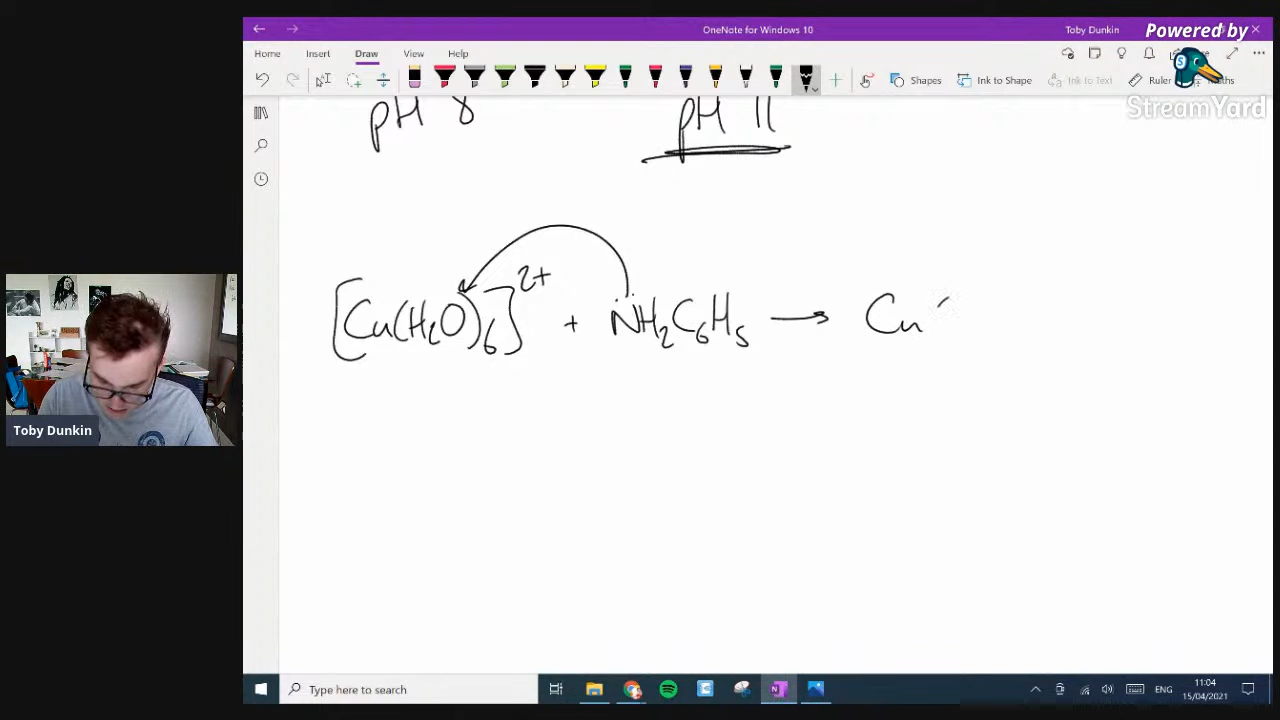 OneNote for Windows 10
Toby Dunkin
Powered by
StreamYard
Home Insert Draw View Help
Shapes Ink to Shape Ink to Text Ruler Maths
pH 8 pH 11
[Cu(H₂O)₆]²⁺ + N̈H₂C₆H₅ → Cu
Toby Dunkin
Type here to search
ENG
11:04
15/04/2021